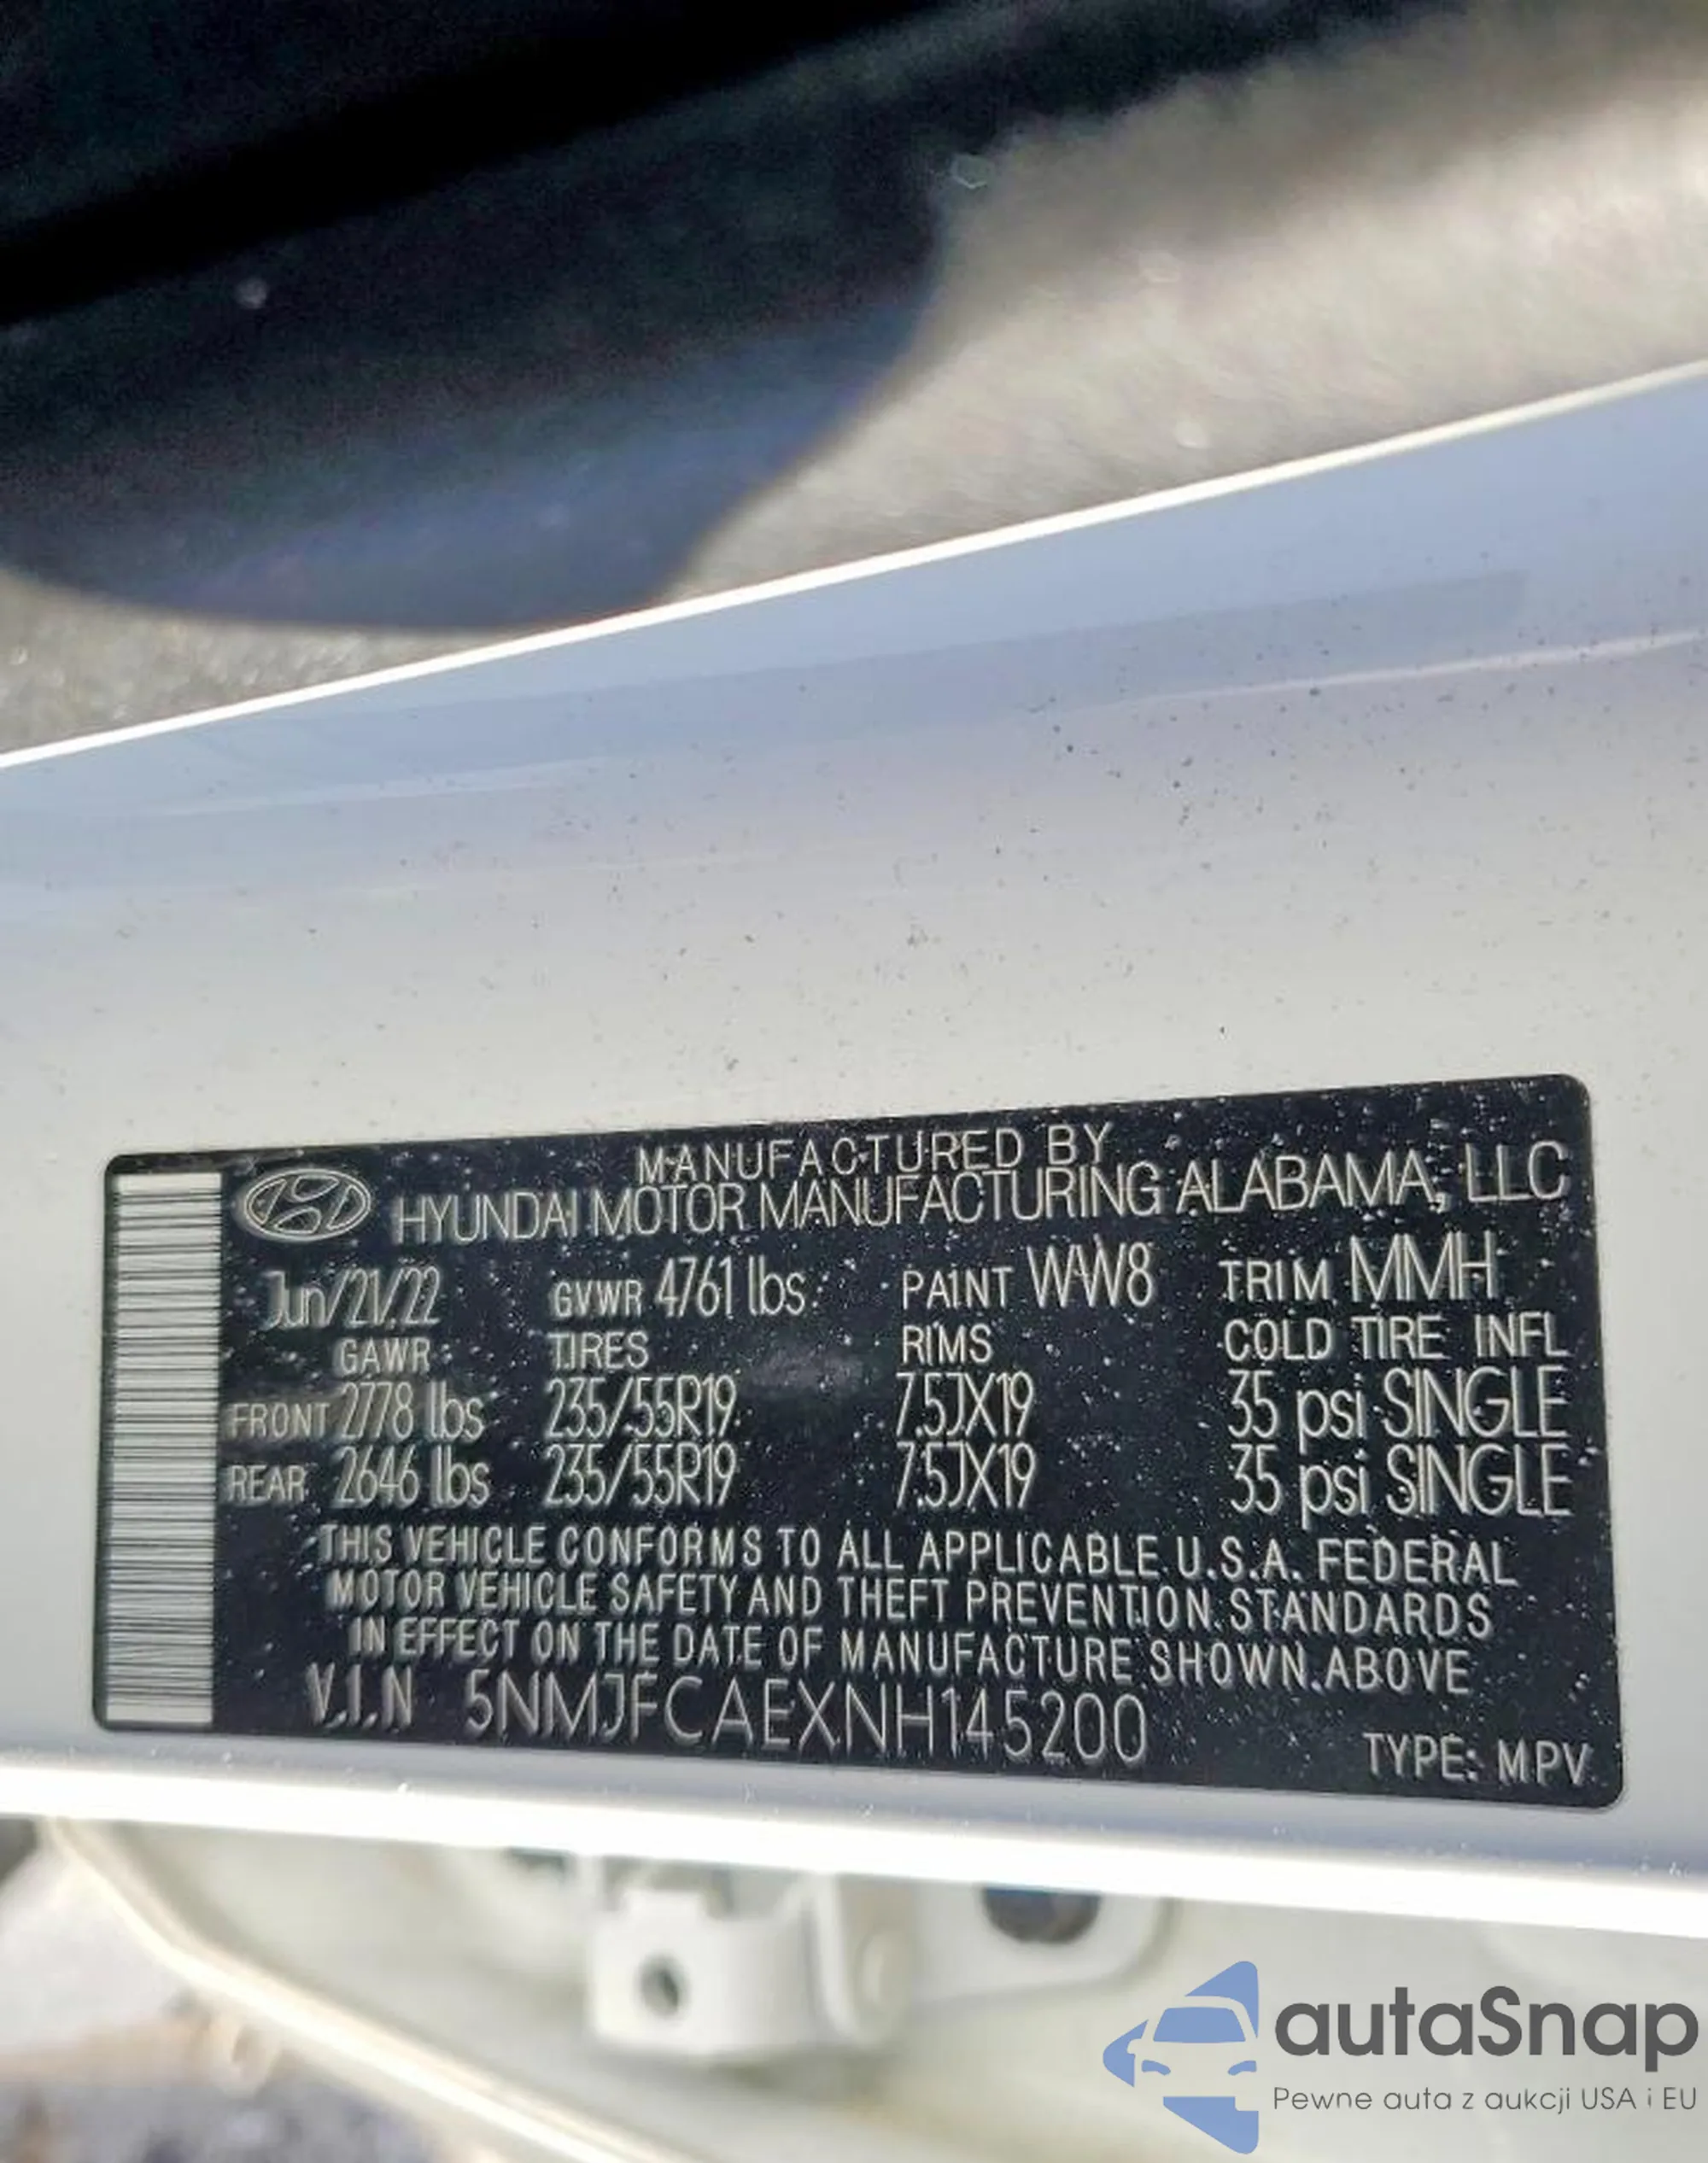 MANUFACTURED BY
HYUNDAI MOTOR MANUFACTURING ALABAMA, LLC
Jun/21/22 GVWR 4761 lbs PAINT WW8 TRIM MMH
GAWR TIRES RIMS COLD TIRE INFL
FRONT 2778 lbs 235/55R19 7.5JX19 35 psi SINGLE
REAR 2646 lbs 235/55R19 7.5JX19 35 psi SINGLE
THIS VEHICLE CONFORMS TO ALL APPLICABLE U.S.A. FEDERAL
MOTOR VEHICLE SAFETY AND THEFT PREVENTION STANDARDS
IN EFFECT ON THE DATE OF MANUFACTURE SHOWN ABOVE
V.I.N 5NMJFCAEXNH145200
TYPE: MPV
autaSnap
Pewne auta z aukcji USA i EU